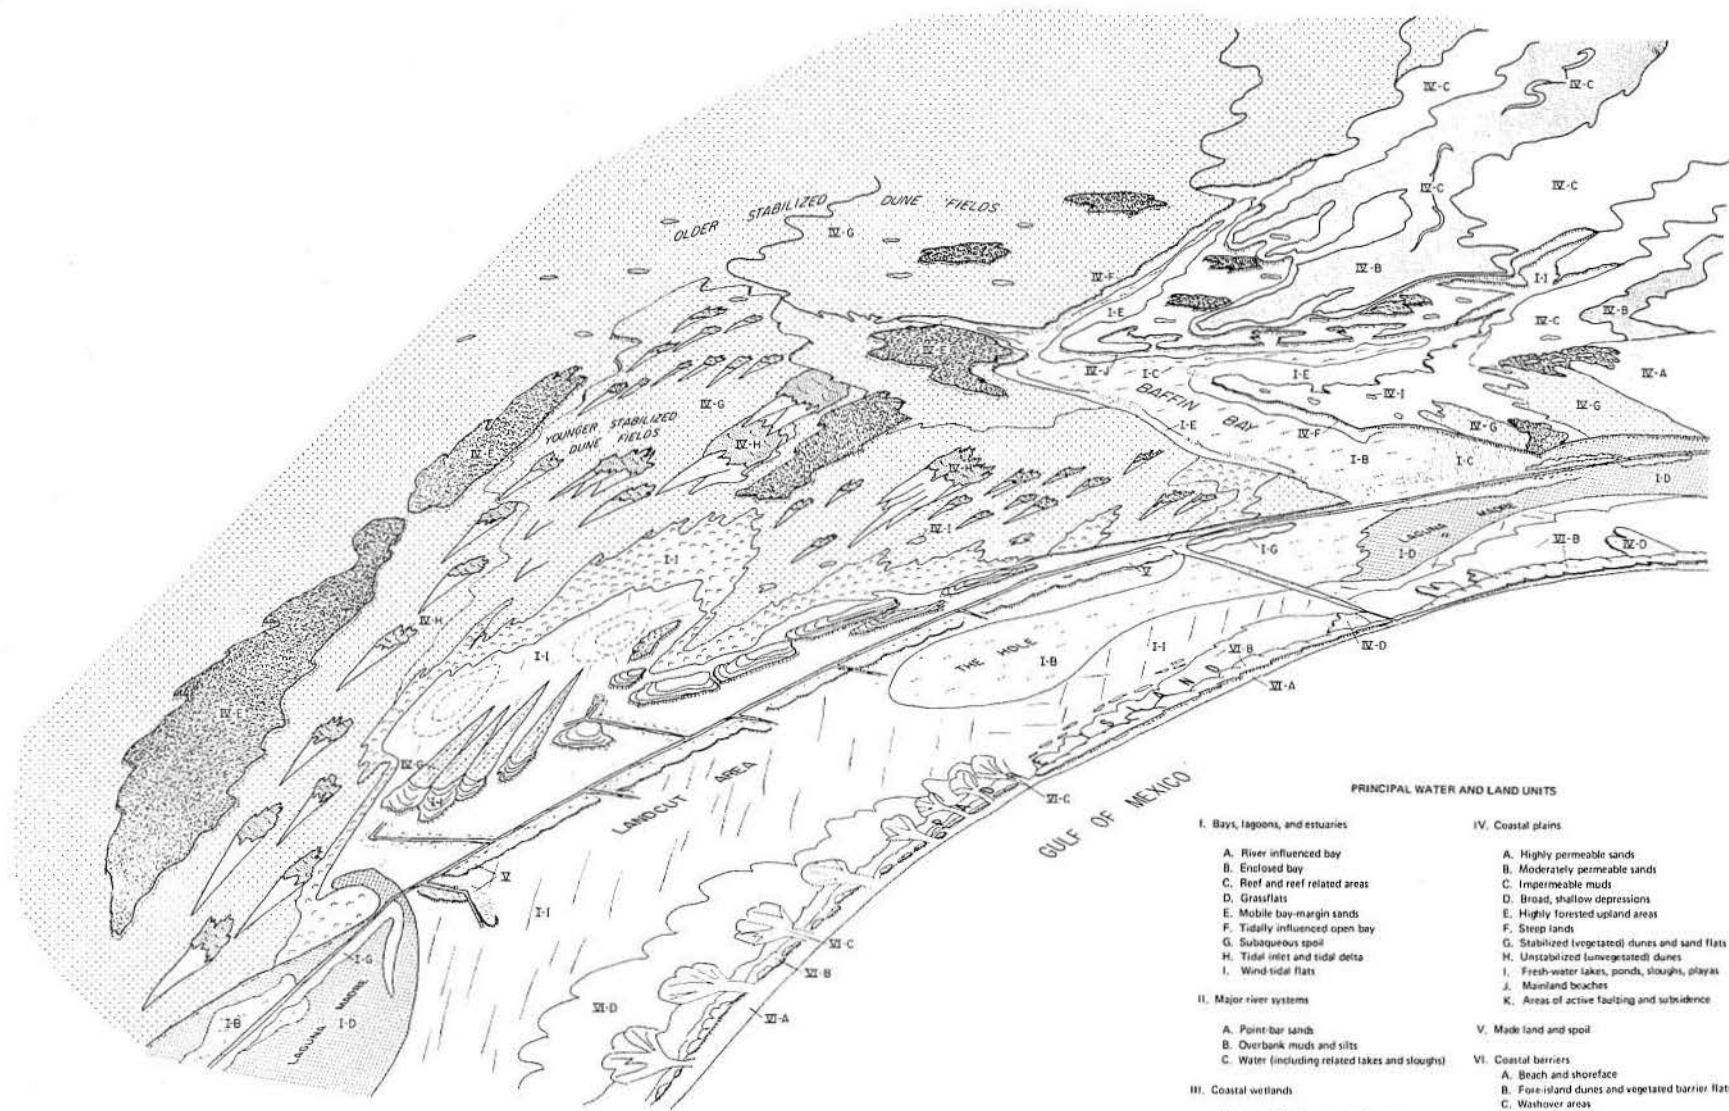 IV-C
IV-C
IV-C
IV-C
OLDER STABILIZED DUNE FIELDS
IV-G
IV-F
IV-B
I-I
I-E
IV-C
IV-B
IV-E
IV-J
I-C
I-E
IV-A
IV-I
IV-G
BAFFIN BAY
IV-G
YOUNGER STABILIZED
DUNE FIELDS
IV-H
I-E
IV-F
IV-G
IV-E
IV-H
I-B
I-C
I-D
IV-I
LAGUNA MADRE
I-I
I-G
I-D
VI-B
IV-D
V
IV-H
I-I
THE HOLE
I-B
I-I
VI-B
IV-D
VI-A
IV-E
ISLAND
IV-G
I-I
LANDCUT AREA
PADRE
VI-C
GULF OF MEXICO
V
I-I
VI-C
I-G
VI-B
I-B
LAGUNA MADRE
I-D
VI-D
VI-A
PRINCIPAL WATER AND LAND UNITS
I. Bays, lagoons, and estuaries
A. River influenced bay
B. Enclosed bay
C. Reef and reef related areas
D. Grassflats
E. Mobile bay-margin sands
F. Tidally influenced open bay
G. Subaqueous spoil
H. Tidal inlet and tidal delta
I. Wind-tidal flats
II. Major river systems
A. Point-bar sands
B. Overbank muds and silts
C. Water (including related lakes and sloughs)
III. Coastal wetlands
IV. Coastal plains
A. Highly permeable sands
B. Moderately permeable sands
C. Impermeable muds
D. Broad, shallow depressions
E. Highly forested upland areas
F. Steep lands
G. Stabilized (vegetated) dunes and sand flats
H. Unstabilized (unvegetated) dunes
I. Fresh-water lakes, ponds, sloughs, playas
J. Mainland beaches
K. Areas of active faulting and subsidence
V. Made land and spoil
VI. Coastal barriers
A. Beach and shoreface
B. Fore-island dunes and vegetated barrier flat
C. Washover areas